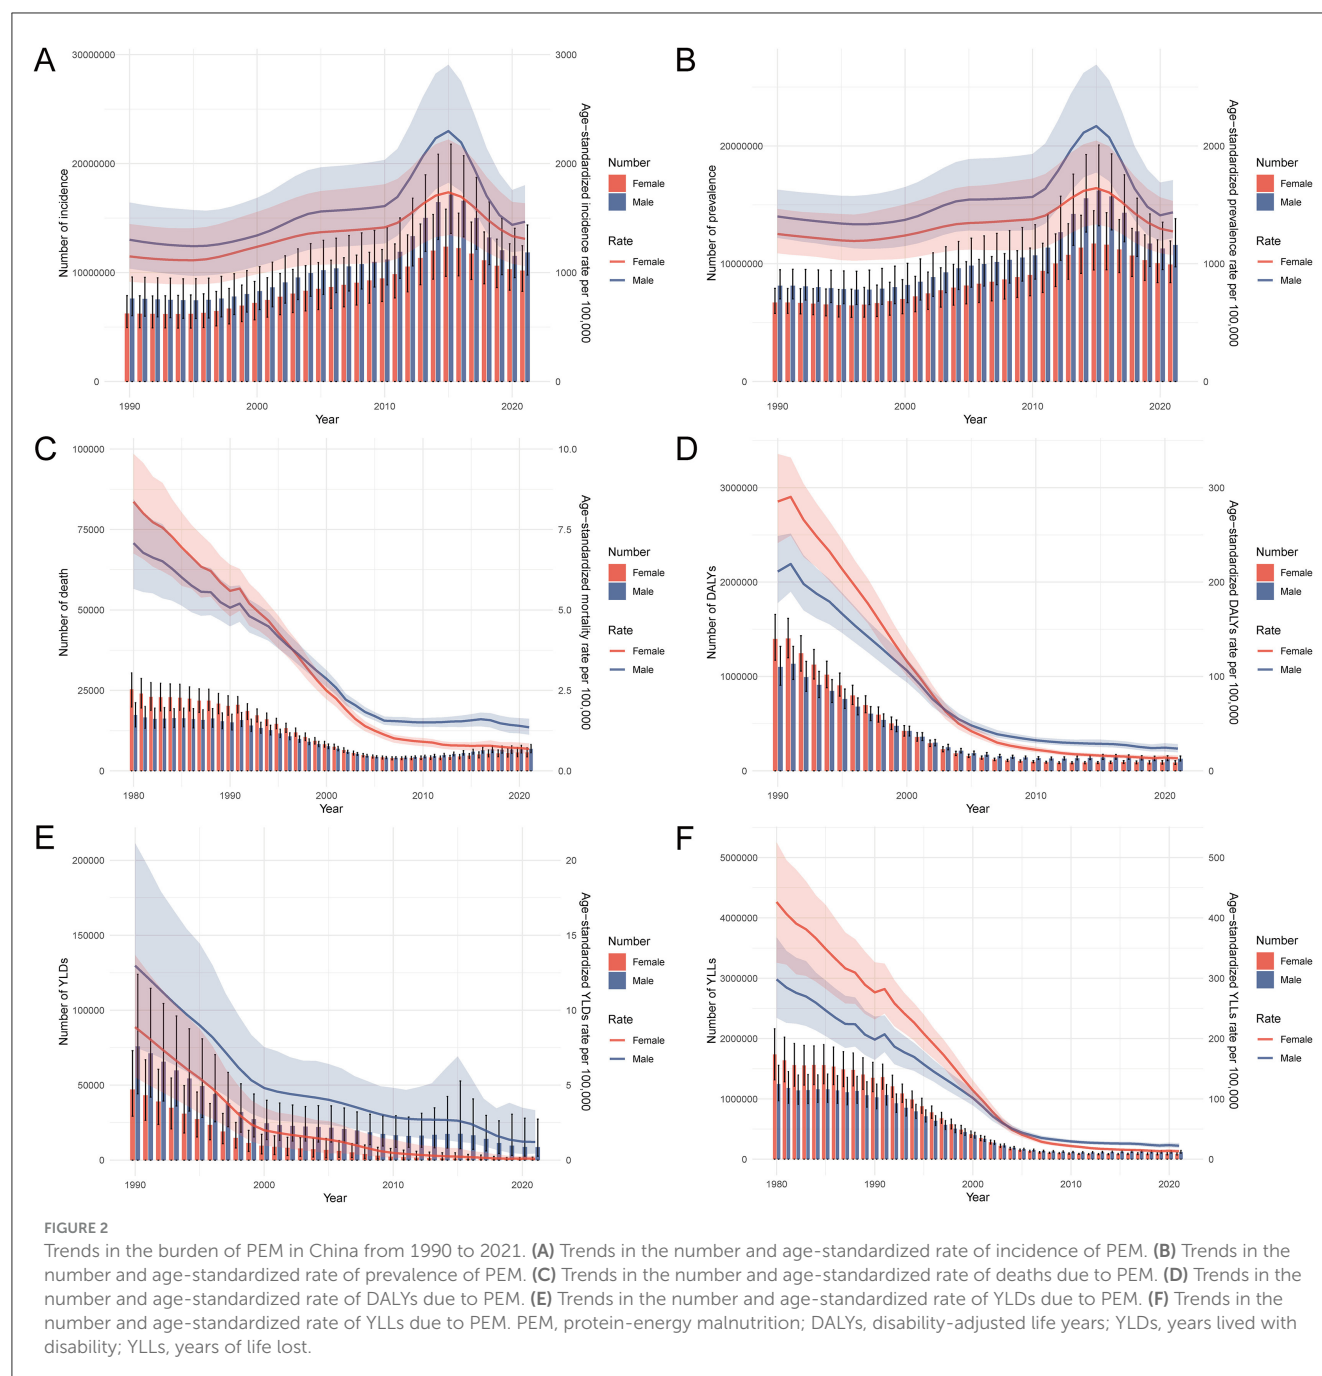 A
30000000
20000000
10000000
0
Number of incidence
3000
2000
1000
0
Age-standardized incidence rate per 100,000
1990
2000
2010
2020
Year
Number
Female
Male
Rate
Female
Male
B
20000000
10000000
0
Number of prevalence
2000
1000
0
Age-standardized prevalence rate per 100,000
1990
2000
2010
2020
Year
Number
Female
Male
Rate
Female
Male
C
100000
75000
50000
25000
0
Number of death
10.0
7.5
5.0
2.5
0.0
Age-standardized mortality rate per 100,000
1980
1990
2000
2010
2020
Year
Number
Female
Male
Rate
Female
Male
D
3000000
2000000
1000000
0
Number of DALYs
300
200
100
0
Age-standardized DALYs rate per 100,000
1990
2000
2010
2020
Year
Number
Female
Male
Rate
Female
Male
E
200000
150000
100000
50000
0
Number of YLDs
20
15
10
5
0
Age-standardized YLDs rate per 100,000
1990
2000
2010
2020
Year
Number
Female
Male
Rate
Female
Male
F
5000000
4000000
3000000
2000000
1000000
0
Number of YLLs
500
400
300
200
100
0
Age-standardized YLLs rate per 100,000
1980
1990
2000
2010
2020
Year
Number
Female
Male
Rate
Female
Male
FIGURE 2
Trends in the burden of PEM in China from 1990 to 2021. (A) Trends in the number and age-standardized rate of incidence of PEM. (B) Trends in the
number and age-standardized rate of prevalence of PEM. (C) Trends in the number and age-standardized rate of deaths due to PEM. (D) Trends in the
number and age-standardized rate of DALYs due to PEM. (E) Trends in the number and age-standardized rate of YLDs due to PEM. (F) Trends in the
number and age-standardized rate of YLLs due to PEM. PEM, protein-energy malnutrition; DALYs, disability-adjusted life years; YLDs, years lived with
disability; YLLs, years of life lost.